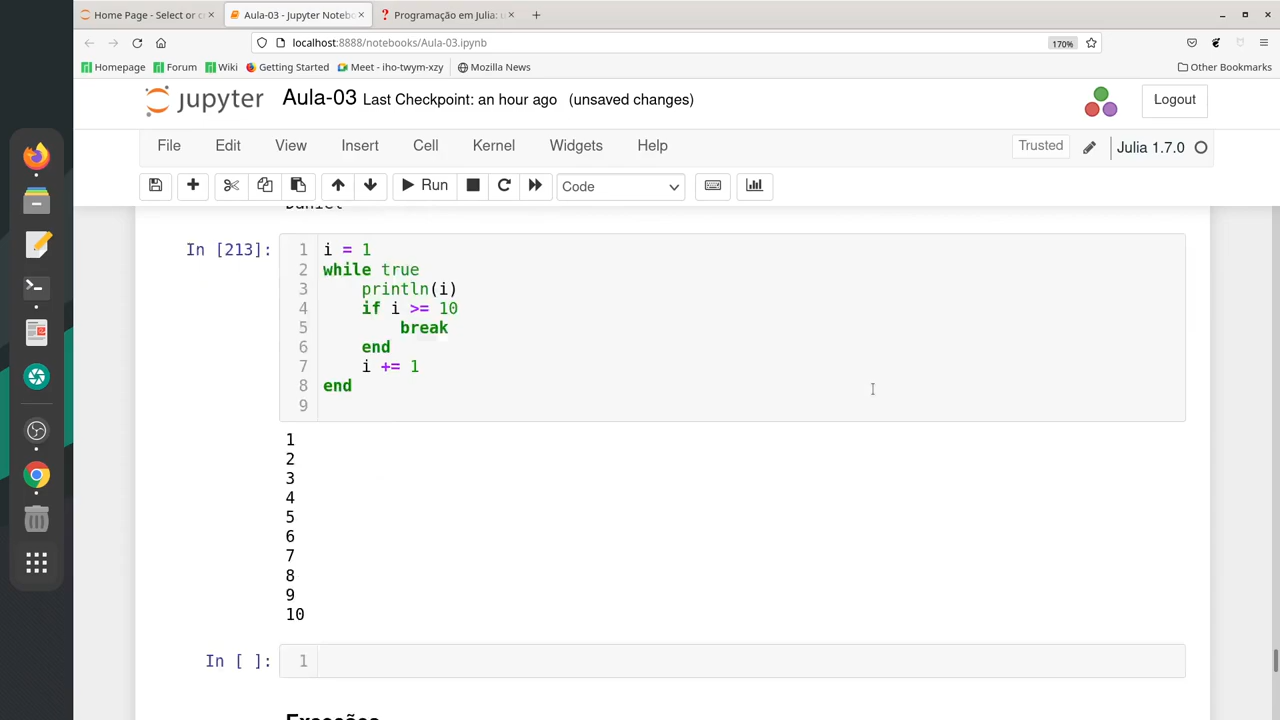 Home Page - Select or c
Aula-03 - Jupyter Notebo
Programação em Julia: u
localhost:8888/notebooks/Aula-03.ipynb
170%
Homepage
Forum
Wiki
Getting Started
Meet - iho-twym-xzy
Mozilla News
Other Bookmarks
jupyter
Aula-03 Last Checkpoint: an hour ago (unsaved changes)
Logout
File Edit View Insert Cell Kernel Widgets Help
Trusted
Julia 1.7.0
Run
Code
Daniel
In [213]:
1 i = 1
2 while true
3 println(i)
4 if i >= 10
5 break
6 end
7 i += 1
8 end
9
1
2
3
4
5
6
7
8
9
10
In [ ]: 1
Exceções